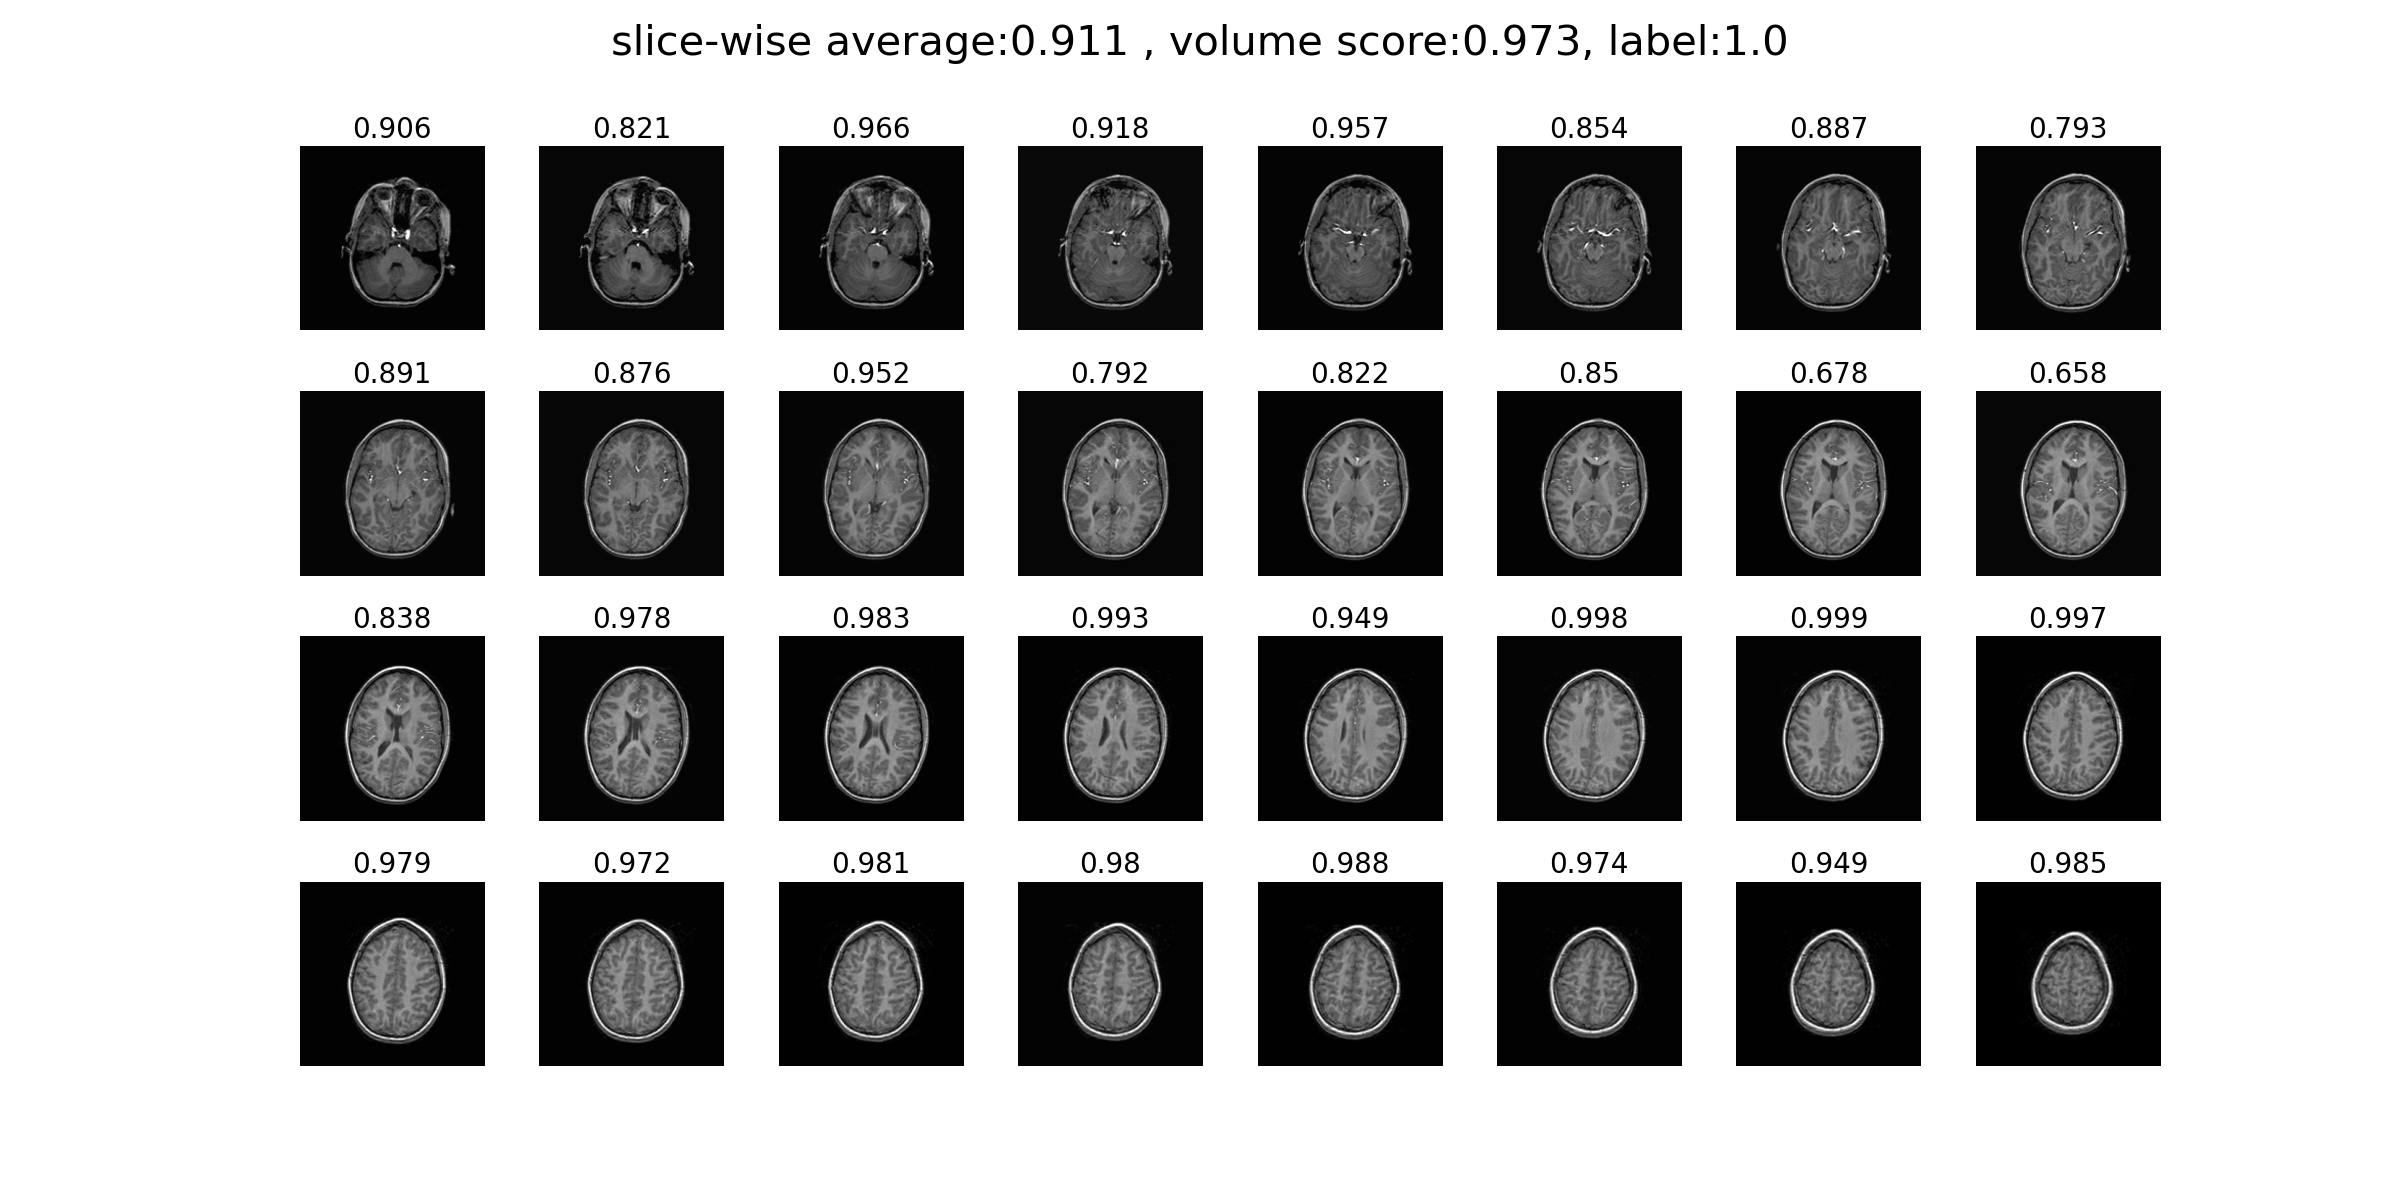 slice-wise average:0.911 , volume score:0.973, label:1.0
0.906 0.821 0.966 0.918 0.957 0.854 0.887 0.793
0.891 0.876 0.952 0.792 0.822 0.85 0.678 0.658
0.838 0.978 0.983 0.993 0.949 0.998 0.999 0.997
0.979 0.972 0.981 0.98 0.988 0.974 0.949 0.985